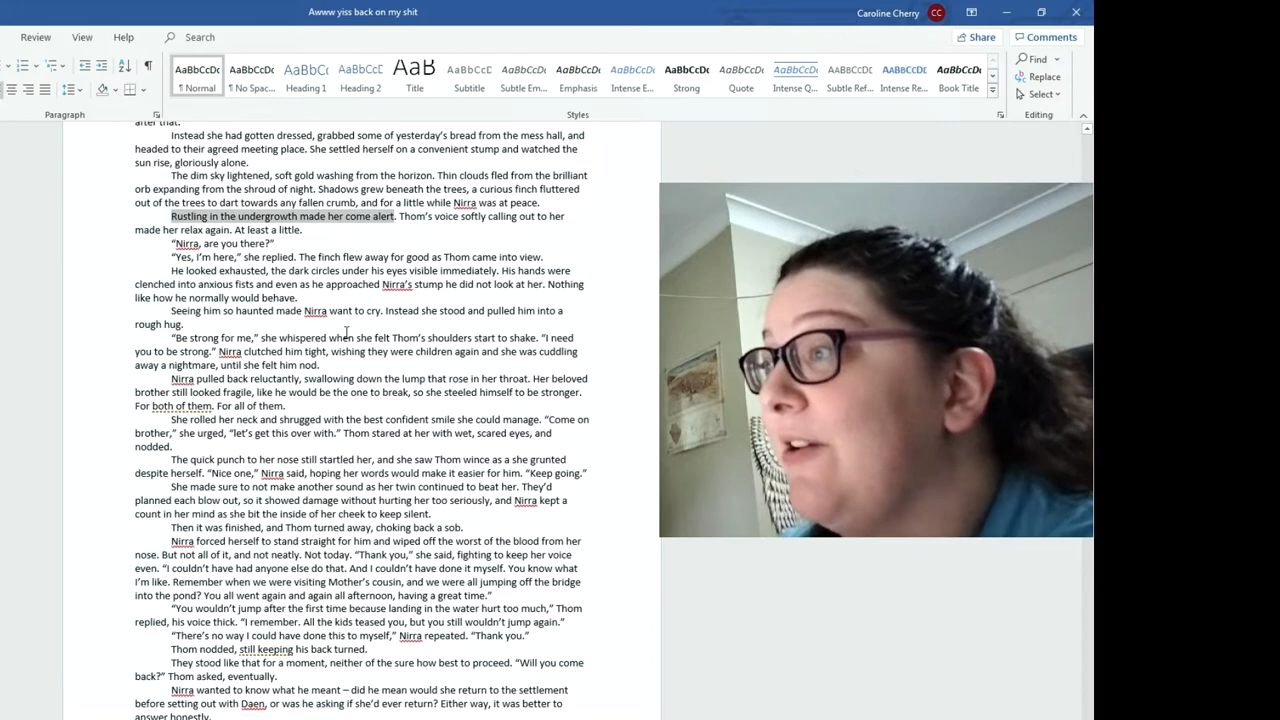 Awww yiss back on my shit
Caroline Cherry
CC
Review
View
Help
Search
Share
Comments
AaBbCcDc
AaBbCcDc
AaBbCc
AaBbCcE
AaB
AaBbCcD
AaBbCcDc
AaBbCcDc
AaBbCcDc
AaBbCcDc
AaBbCcDc
AaBbCcDc
AABBCCDC
AABBCCDC
AaBbCcDc
¶ Normal
¶ No Spac...
Heading 1
Heading 2
Title
Subtitle
Subtle Em...
Emphasis
Intense E...
Strong
Quote
Intense Q...
Subtle Ref...
Intense Re...
Book Title
Find
Replace
Select
Paragraph
Styles
Editing
after that.
Instead she had gotten dressed, grabbed some of yesterday’s bread from the mess hall, and
headed to their agreed meeting place. She settled herself on a convenient stump and watched the
sun rise, gloriously alone.
The dim sky lightened, soft gold washing from the horizon. Thin clouds fled from the brilliant
orb expanding from the shroud of night. Shadows grew beneath the trees, a curious finch fluttered
out of the trees to dart towards any fallen crumb, and for a little while Nirra was at peace.
Rustling in the undergrowth made her come alert. Thom’s voice softly calling out to her
made her relax again. At least a little.
“Nirra, are you there?”
“Yes, I’m here,” she replied. The finch flew away for good as Thom came into view.
He looked exhausted, the dark circles under his eyes visible immediately. His hands were
clenched into anxious fists and even as he approached Nirra’s stump he did not look at her. Nothing
like how he normally would behave.
Seeing him so haunted made Nirra want to cry. Instead she stood and pulled him into a
rough hug.
“Be strong for me,” she whispered when she felt Thom’s shoulders start to shake. “I need
you to be strong.” Nirra clutched him tight, wishing they were children again and she was cuddling
away a nightmare, until she felt him nod.
Nirra pulled back reluctantly, swallowing down the lump that rose in her throat. Her beloved
brother still looked fragile, like he would be the one to break, so she steeled himself to be stronger.
For both of them. For all of them.
She rolled her neck and shrugged with the best confident smile she could manage. “Come on
brother,” she urged, “let’s get this over with.” Thom stared at her with wet, scared eyes, and
nodded.
The quick punch to her nose still startled her, and she saw Thom wince as a she grunted
despite herself. “Nice one,” Nirra said, hoping her words would make it easier for him. “Keep going.”
She made sure to not make another sound as her twin continued to beat her. They’d
planned each blow out, so it showed damage without hurting her too seriously, and Nirra kept a
count in her mind as she bit the inside of her cheek to keep silent.
Then it was finished, and Thom turned away, choking back a sob.
Nirra forced herself to stand straight for him and wiped off the worst of the blood from her
nose. But not all of it, and not neatly. Not today. “Thank you,” she said, fighting to keep her voice
even. “I couldn’t have had anyone else do that. And I couldn’t have done it myself. You know what
I’m like. Remember when we were visiting Mother’s cousin, and we were all jumping off the bridge
into the pond? You all went again and again all afternoon, having a great time.”
“You wouldn’t jump after the first time because landing in the water hurt too much,” Thom
replied, his voice thick. “I remember. All the kids teased you, but you still wouldn’t jump again.”
“There’s no way I could have done this to myself,” Nirra repeated. “Thank you.”
Thom nodded, still keeping his back turned.
They stood like that for a moment, neither of the sure how best to proceed. “Will you come
back?” Thom asked, eventually.
Nirra wanted to know what he meant – did he mean would she return to the settlement
before setting out with Daen, or was he asking if she’d ever return? Either way, it was better to
answer honestly.